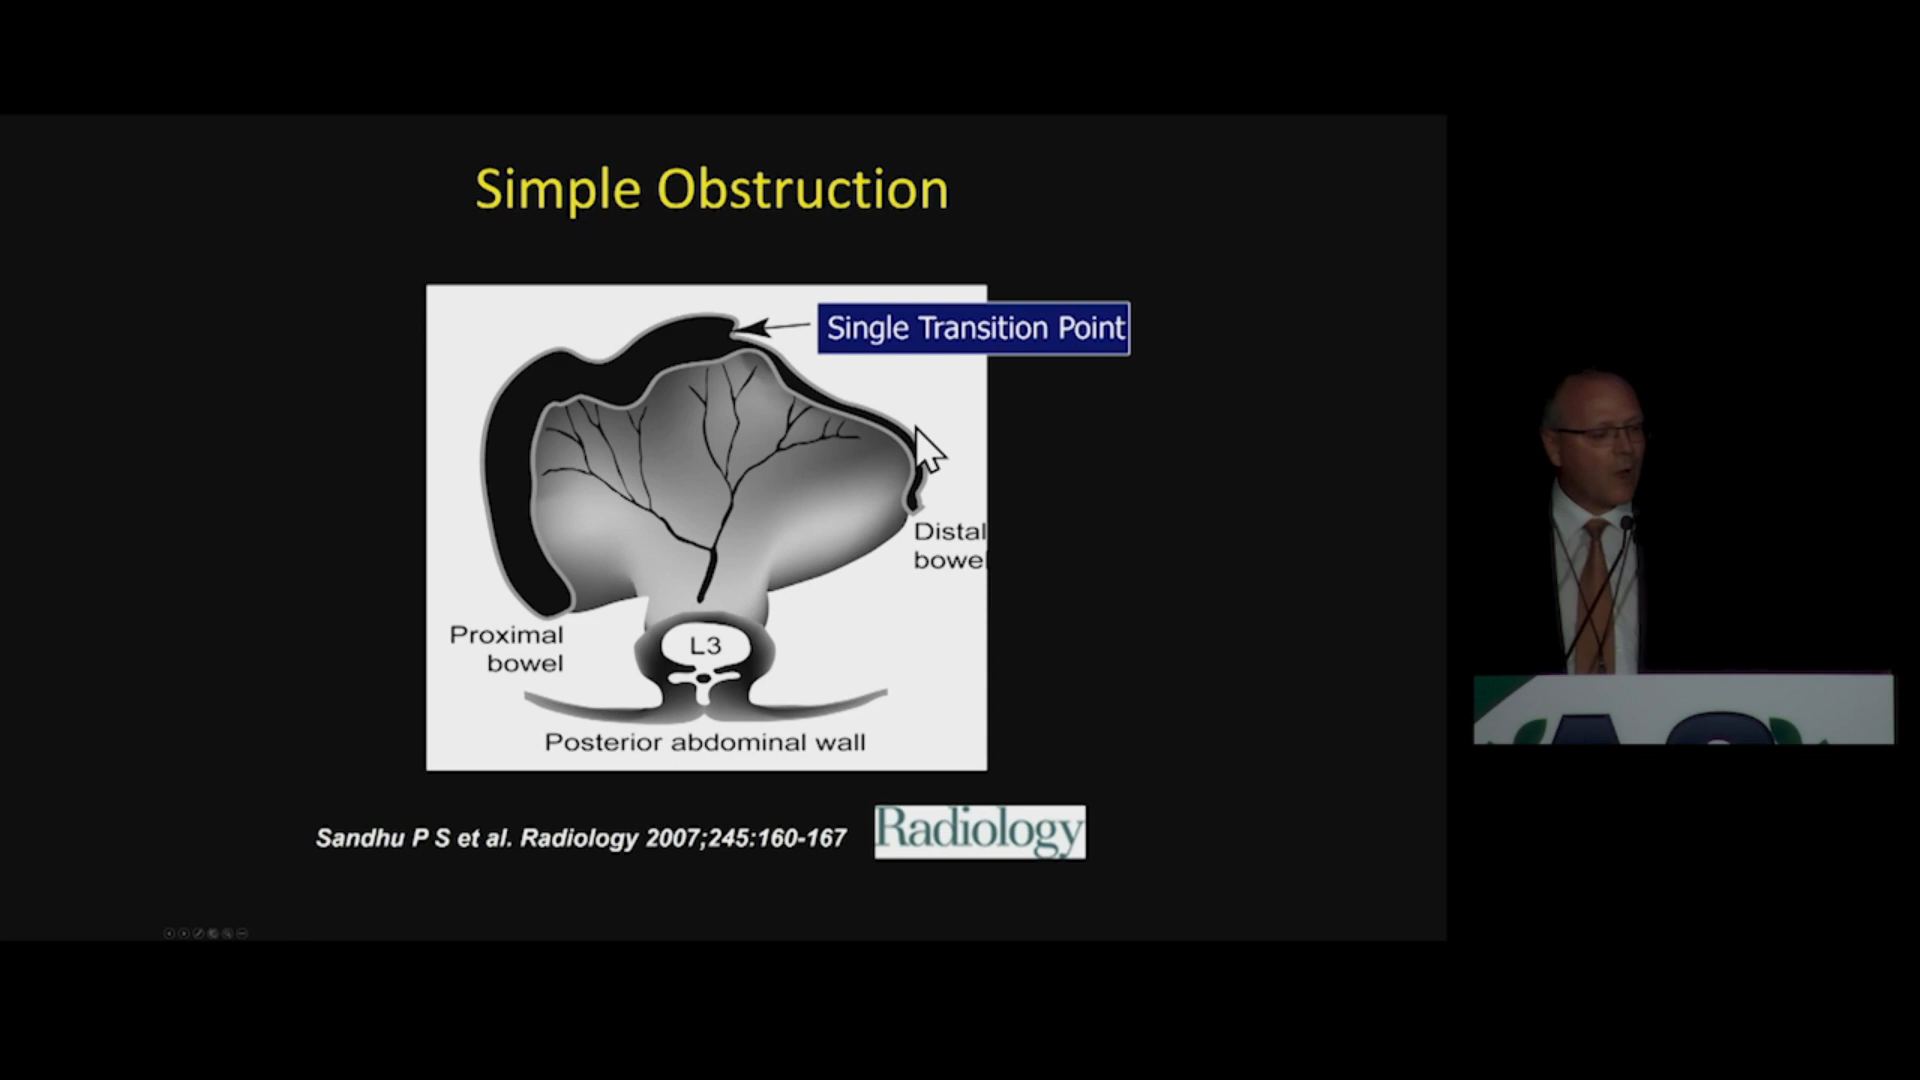 Simple Obstruction
Single Transition Point
Distal
bowel
Proximal
bowel
L3
Posterior abdominal wall
Sandhu P S et al. Radiology 2007;245:160-167
Radiology